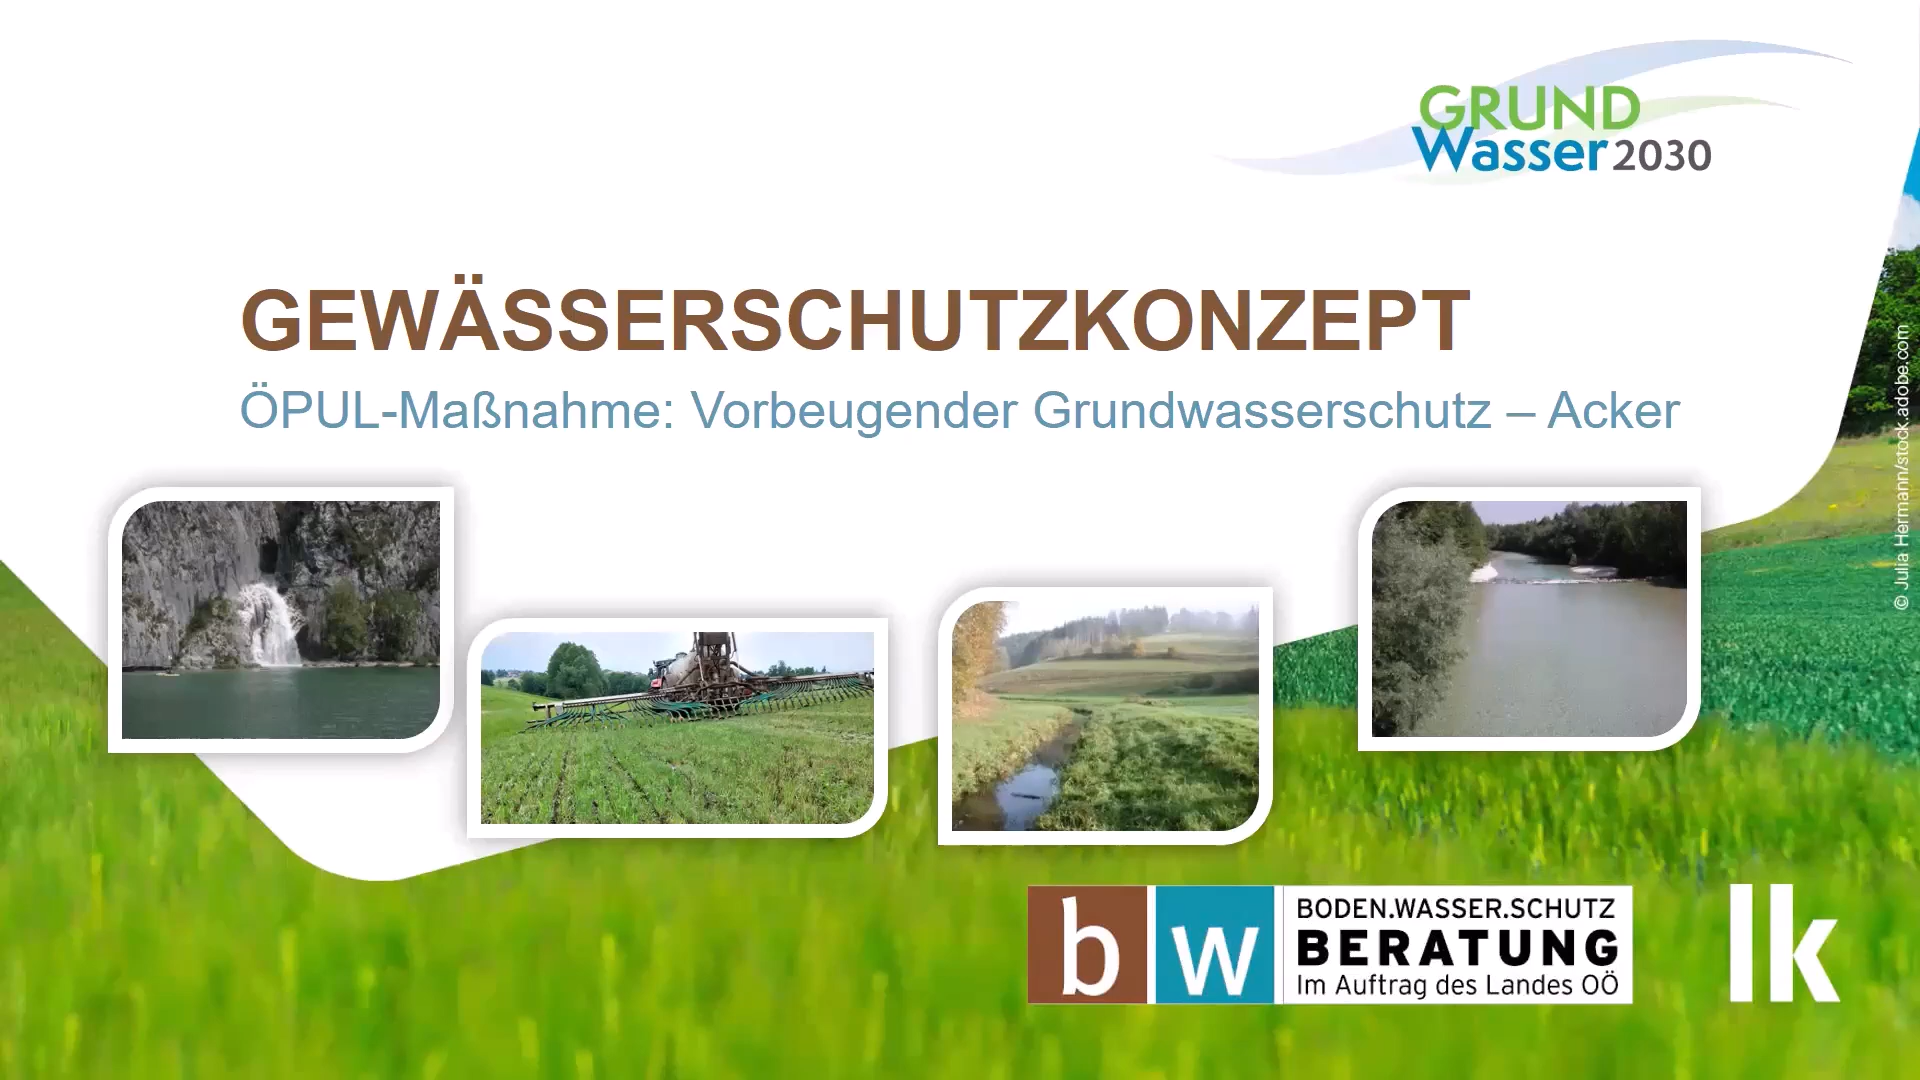 GRUND
Wasser 2030
GEWÄSSERSCHUTZKONZEPT
ÖPUL-Maßnahme: Vorbeugender Grundwasserschutz – Acker
© Julia Hermann/stock.adobe.com
b w
BODEN.WASSER.SCHUTZ
BERATUNG
Im Auftrag des Landes OÖ
lk